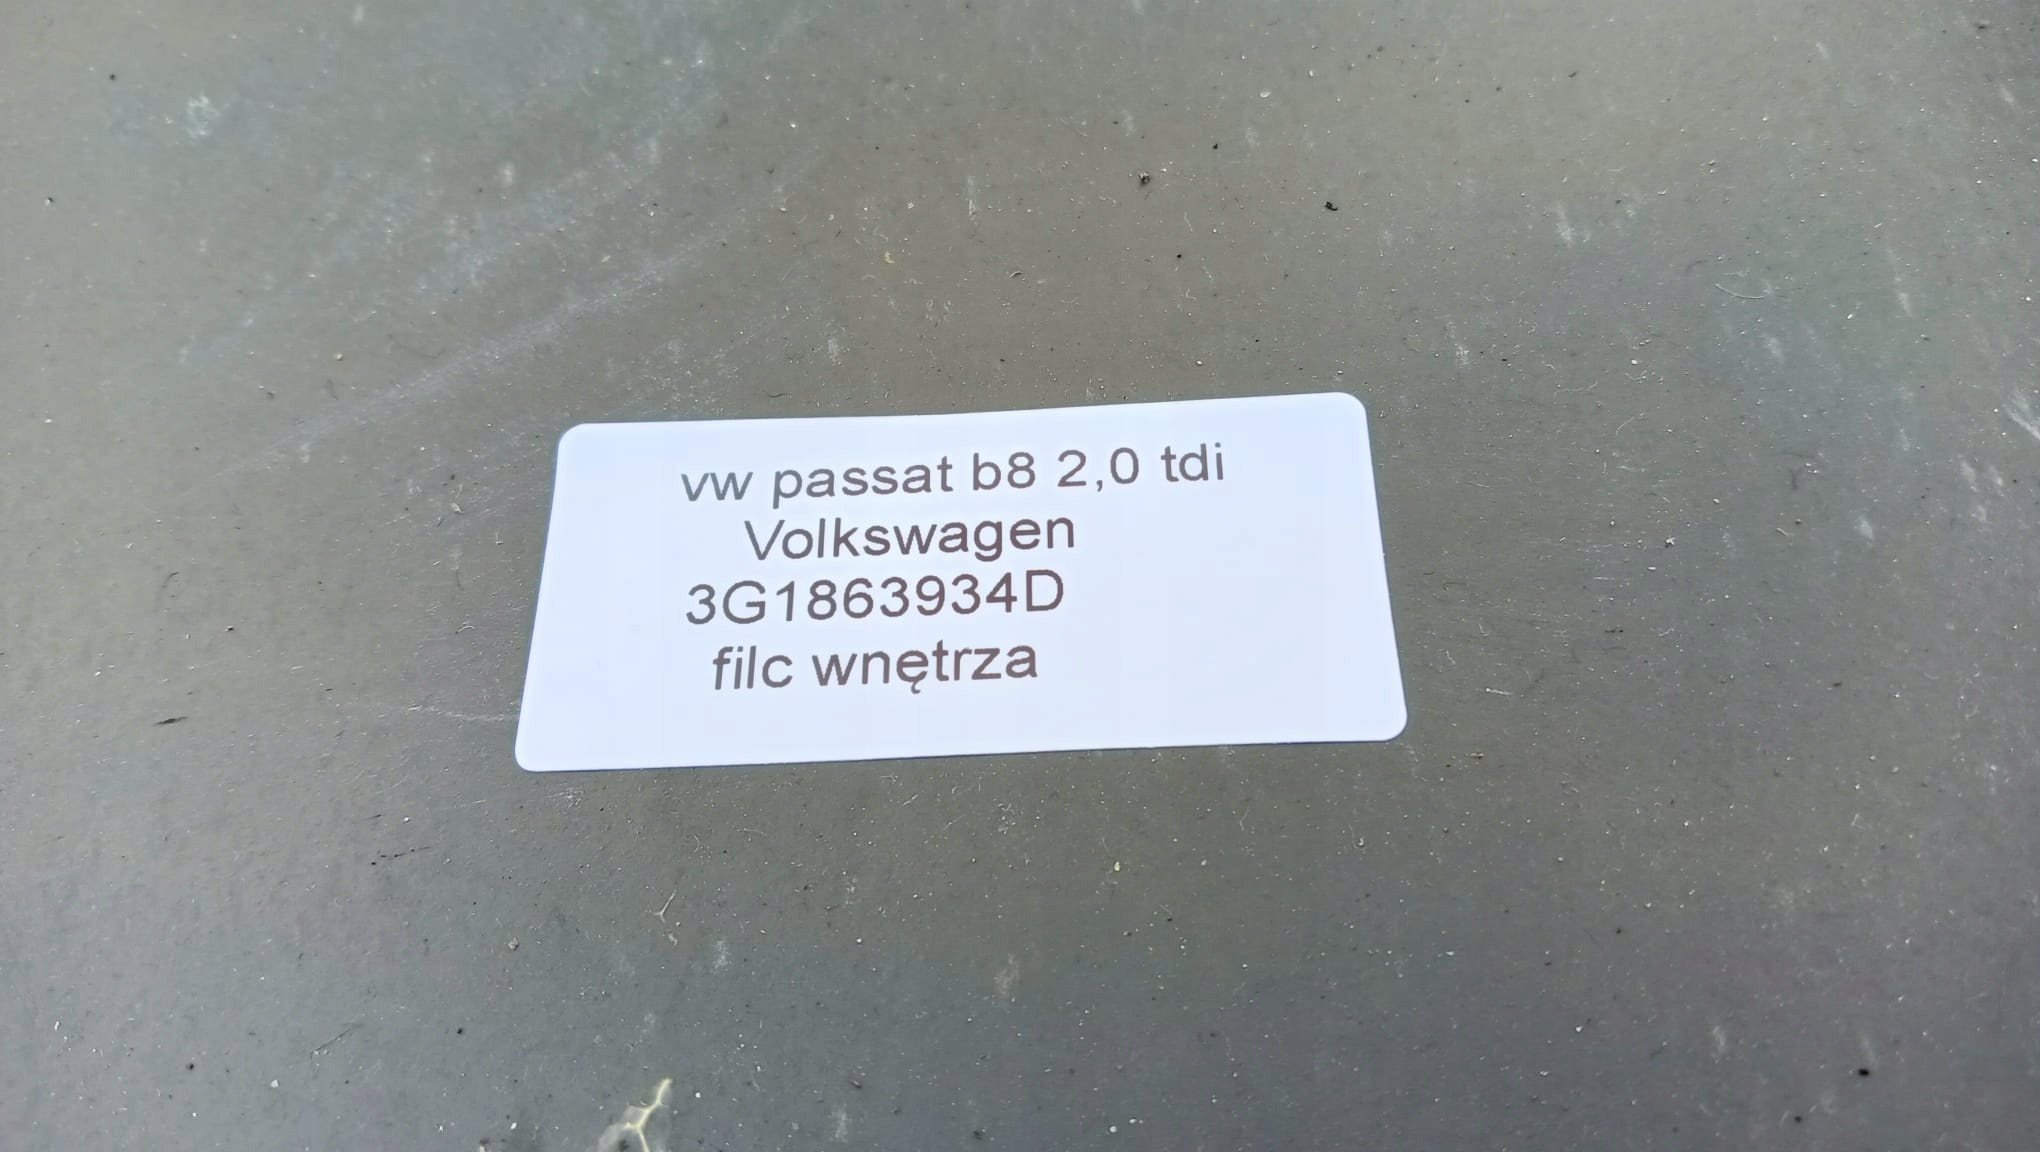 vw passat b8 2,0 tdi
Volkswagen
3G1863934D
filc wnętrza